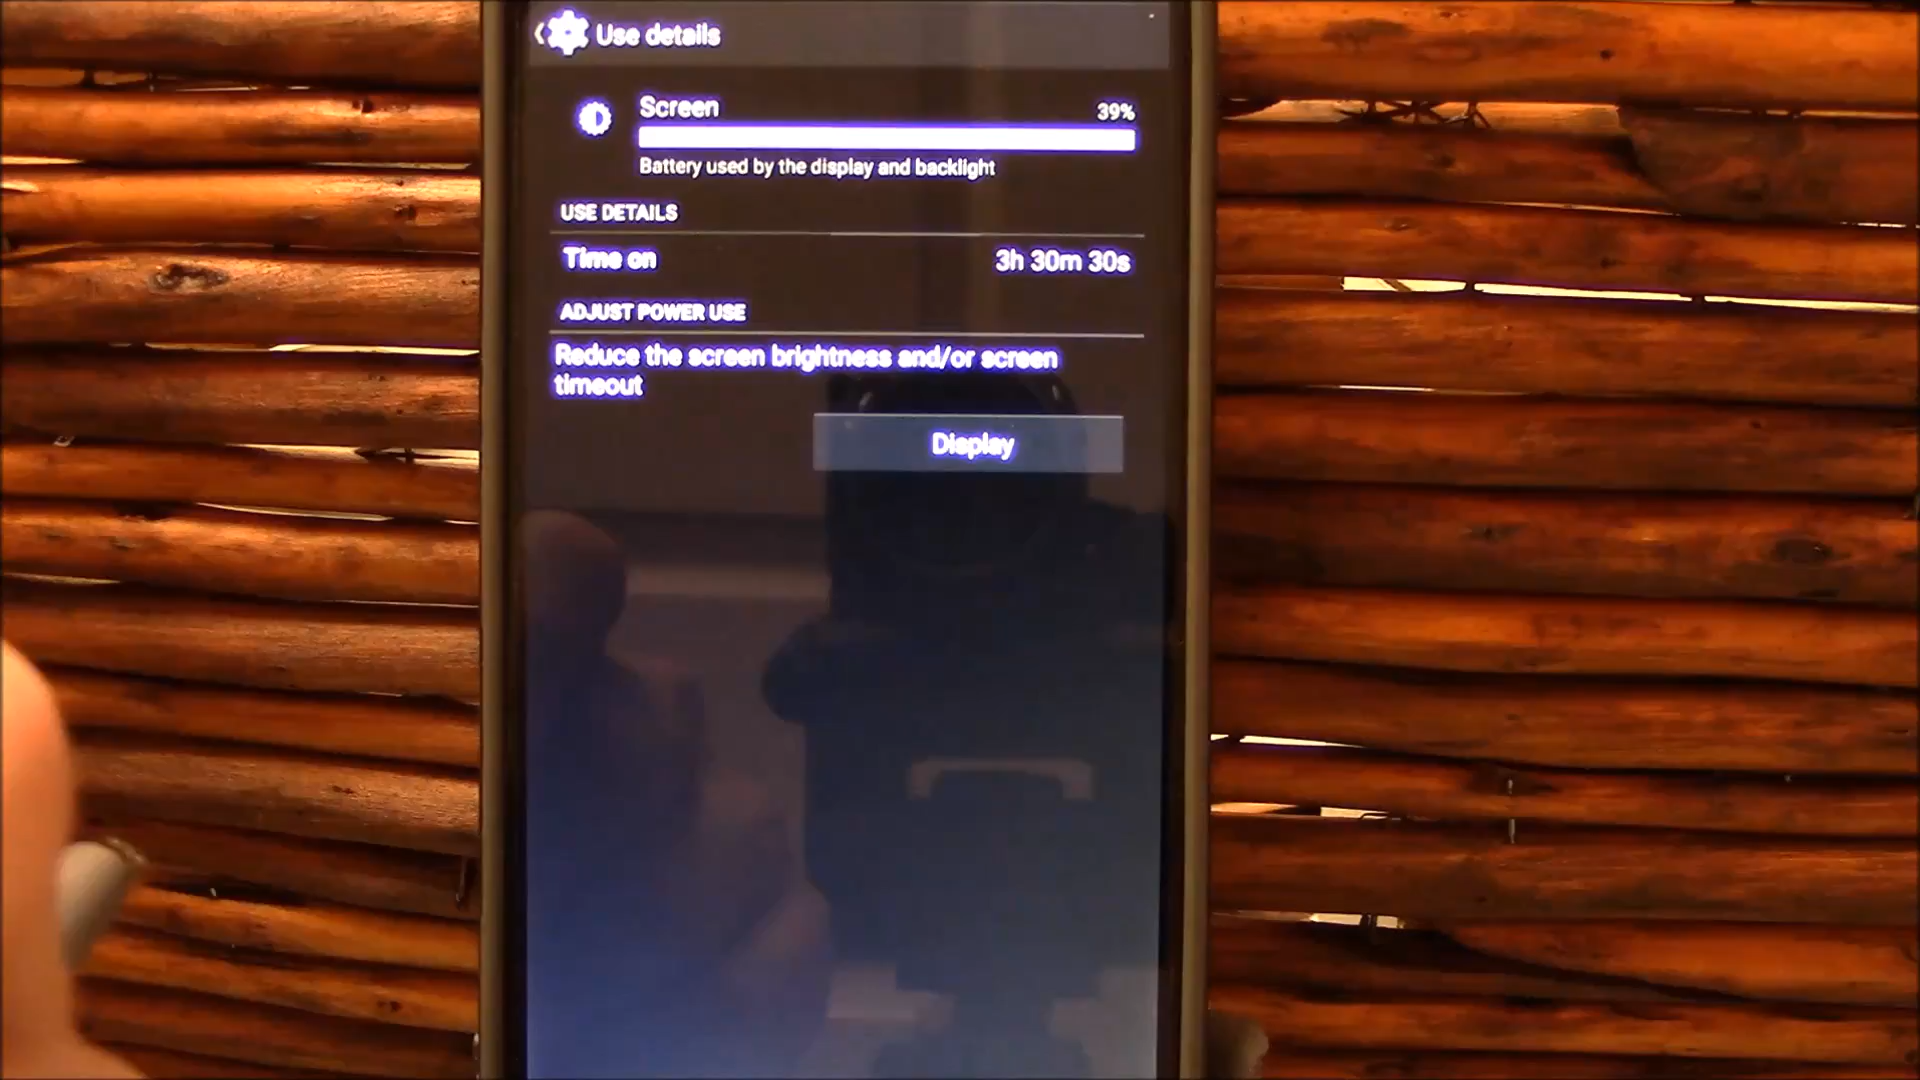 Use details
Screen 39%
Battery used by the display and backlight
USE DETAILS
Time on 3h 30m 30s
ADJUST POWER USE
Reduce the screen brightness and/or screen
timeout
Display